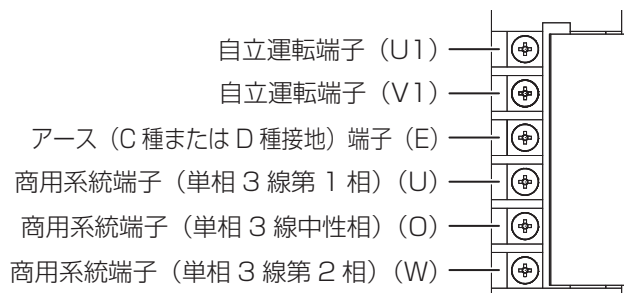 自立運転端子（U1）
自立運転端子（V1）
アース（C 種または D 種接地）端子（E）
商用系統端子（単相 3 線第 1 相）（U）
商用系統端子（単相 3 線中性相）（O）
商用系統端子（単相 3 線第 2 相）（W）